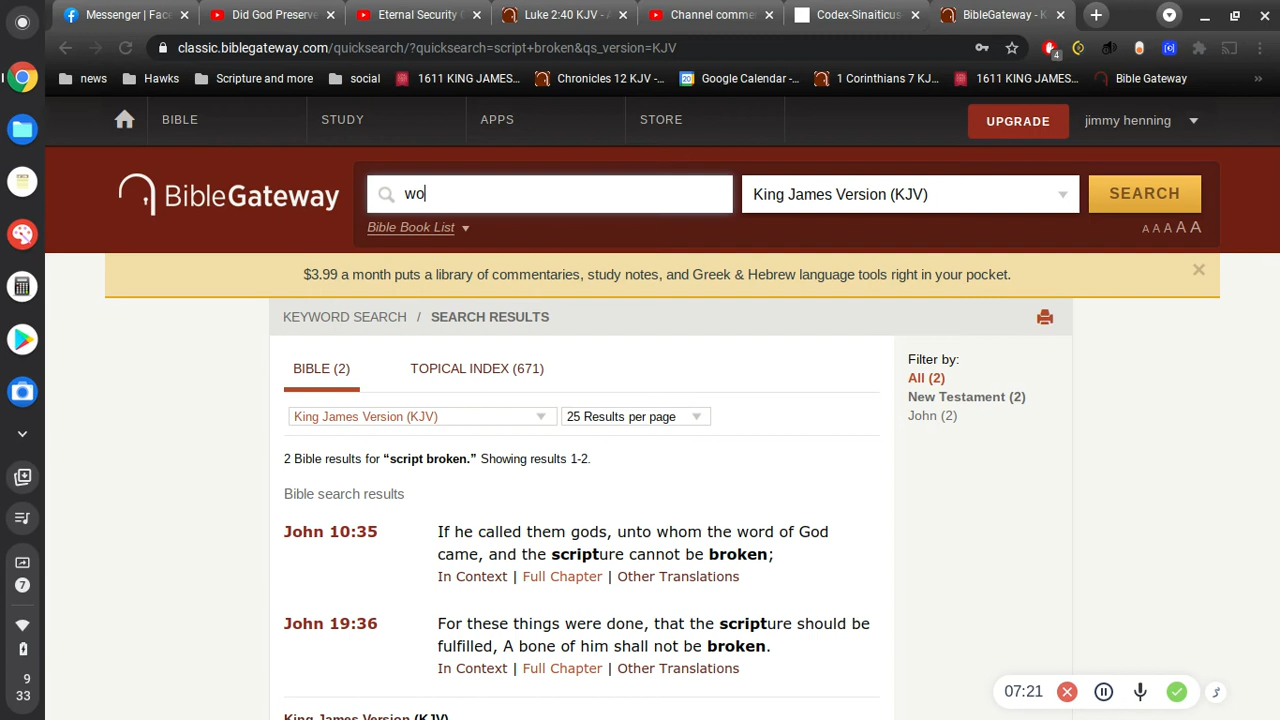 Messenger | Face
Did God Preserve
Eternal Security (
Luke 2:40 KJV - A
Channel comme
Codex-Sinaiticus
BibleGateway - K
classic.biblegateway.com/quicksearch/?quicksearch=script+broken&qs_version=KJV
4
news
Hawks
Scripture and more
social
1611 KING JAMES...
Chronicles 12 KJV -...
20
Google Calendar -...
1 Corinthians 7 KJ...
1611 KING JAMES...
Bible Gateway
»
BIBLE
STUDY
APPS
STORE
UPGRADE
jimmy henning
BibleGateway
wo
King James Version (KJV)
SEARCH
Bible Book List
A A A A A
$3.99 a month puts a library of commentaries, study notes, and Greek & Hebrew language tools right in your pocket.
KEYWORD SEARCH / SEARCH RESULTS
BIBLE (2)
TOPICAL INDEX (671)
King James Version (KJV)
25 Results per page
2 Bible results for “script broken.” Showing results 1-2.
Bible search results
John 10:35
If he called them gods, unto whom the word of God
came, and the scripture cannot be broken;
In Context | Full Chapter | Other Translations
John 19:36
For these things were done, that the scripture should be
fulfilled, A bone of him shall not be broken.
In Context | Full Chapter | Other Translations
King James Version (KJV)
Filter by:
All (2)
New Testament (2)
John (2)
7
9
33
07:21